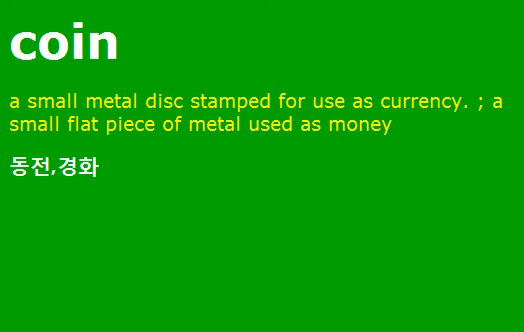 coin
a small metal disc stamped for use as currency. ; a
small flat piece of metal used as money
동전,경화